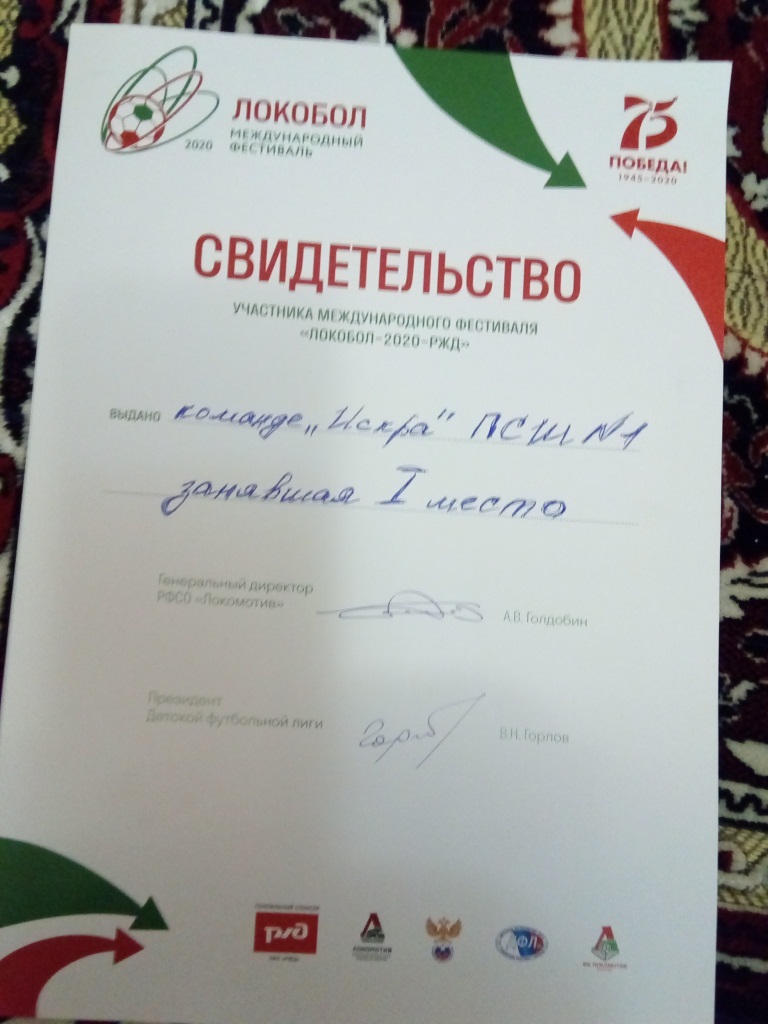 ЛОКОБОЛ
2020 МЕЖДУНАРОДНЫЙ
ФЕСТИВАЛЬ
75
ПОБЕДА!
1945-2020
СВИДЕТЕЛЬСТВО
УЧАСТНИКА МЕЖДУНАРОДНОГО ФЕСТИВАЛЯ
«ЛОКОБОЛ-2020-РЖД»
ВЫДАНО команде „Искра" ПСШ №1
занявшая I место
Генеральный директор
РФСО «Локомотив»
А.В. Голдобин
Президент
Детской футбольной лиги
В.Н. Горлов
ржд
ЛОКОМОТИВ